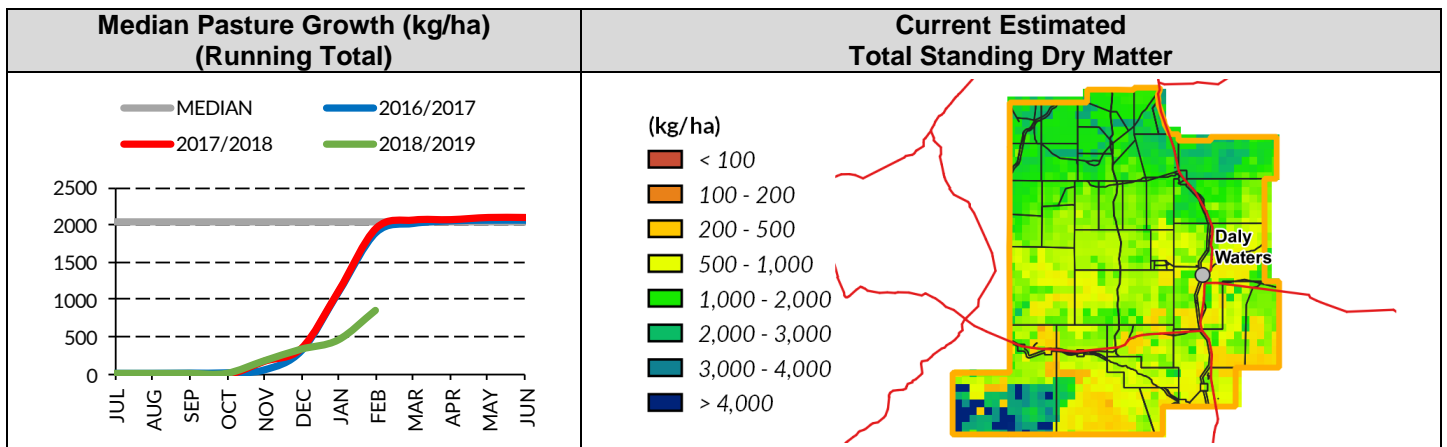 Median Pasture Growth (kg/ha)
(Running Total)
Current Estimated
Total Standing Dry Matter
MEDIAN
2016/2017
2017/2018
2018/2019
2500
2000
1500
1000
500
0
JUL
AUG
SEP
OCT
NOV
DEC
JAN
FEB
MAR
APR
MAY
JUN
(kg/ha)
< 100
100 - 200
200 - 500
500 - 1,000
1,000 - 2,000
2,000 - 3,000
3,000 - 4,000
> 4,000
Daly
Waters